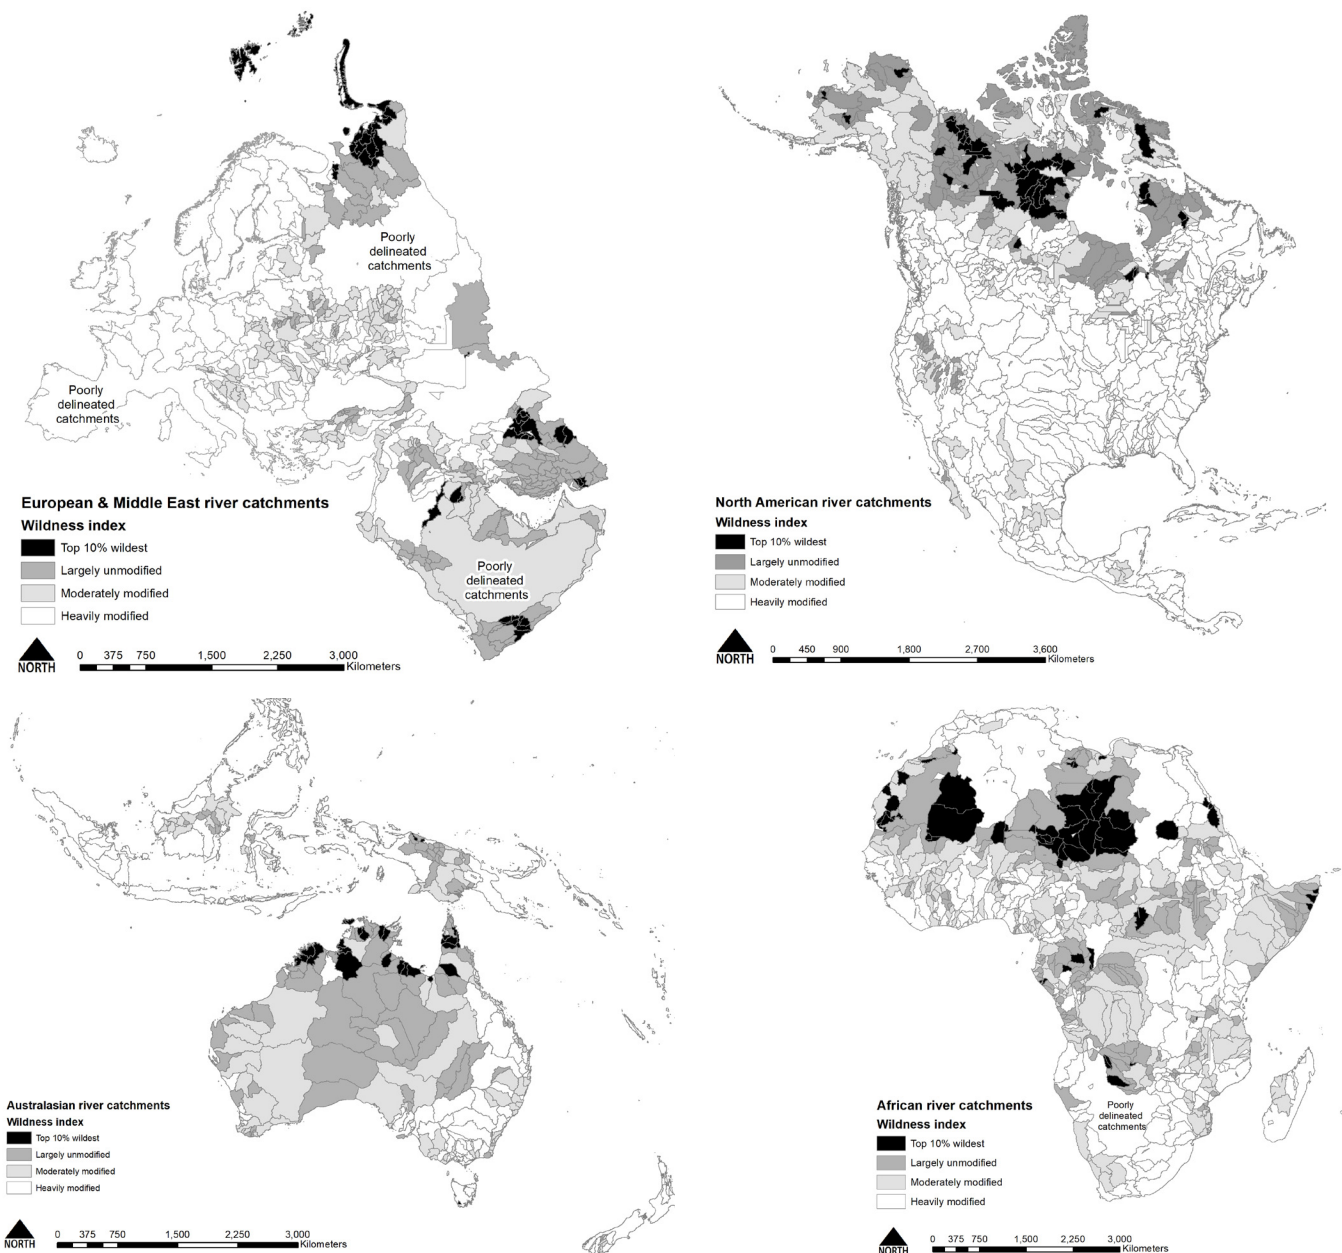 Poorly
delineated
catchments
Poorly
delineated
catchments
Poorly
delineated
catchments
European & Middle East river catchments
Wildness index
Top 10% wildest
Largely unmodified
Moderately modified
Heavily modified
NORTH
0 375 750 1,500 2,250 3,000
Kilometers
North American river catchments
Wildness index
Top 10% wildest
Largely unmodified
Moderately modified
Heavily modified
NORTH
0 450 900 1,800 2,700 3,600
Kilometers
Australasian river catchments
Wildness index
Top 10% wildest
Largely unmodified
Moderately modified
Heavily modified
NORTH
0 375 750 1,500 2,250 3,000
Kilometers
Poorly
delineated
catchments
African river catchments
Wildness index
Top 10% wildest
Largely unmodified
Moderately modified
Heavily modified
NORTH
0 375 750 1,500 2,250 3,000
Kilometers